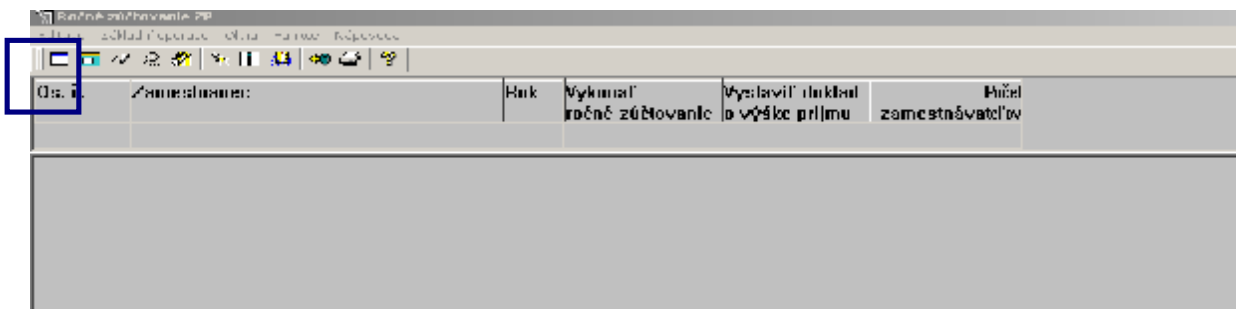 Ročné zúčtovanie ZP
Os. č. Zamestnanec Rok Vykonať Vystaviť doklad Počet
ročné zúčtovanie o výške príjmu zamestnávateľov